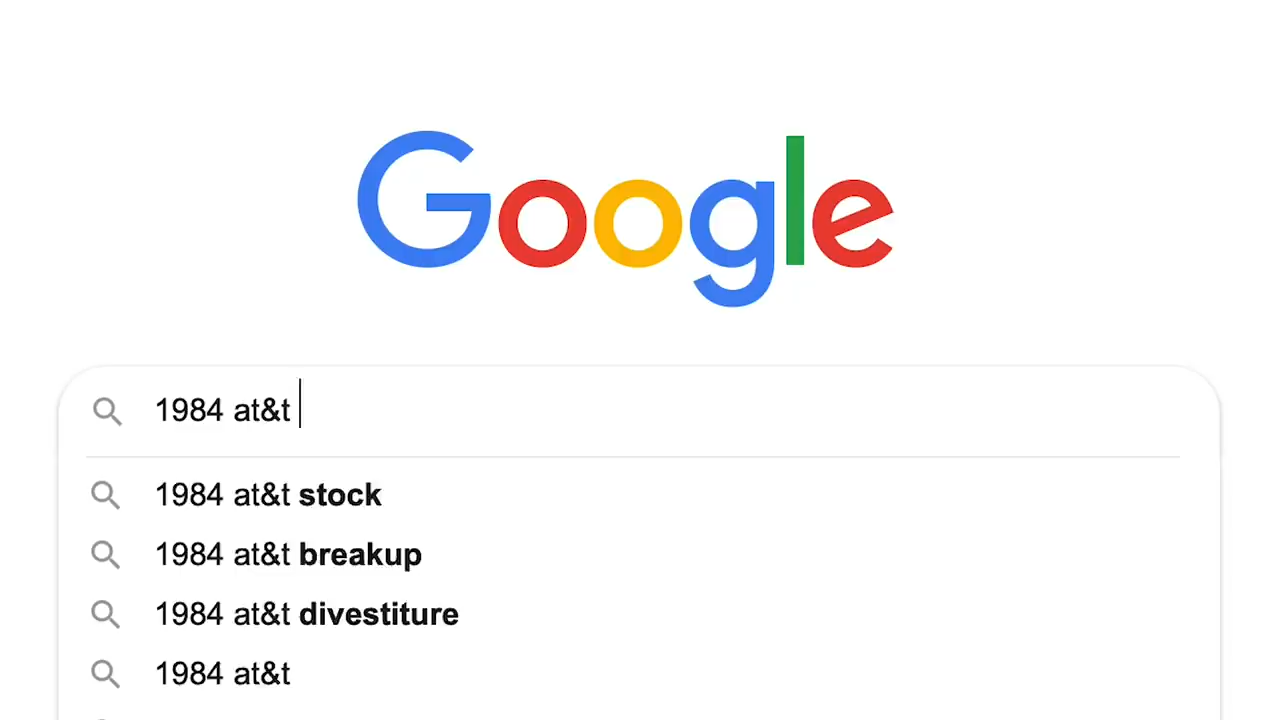 Google
1984 at&t
1984 at&t stock
1984 at&t breakup
1984 at&t divestiture
1984 at&t